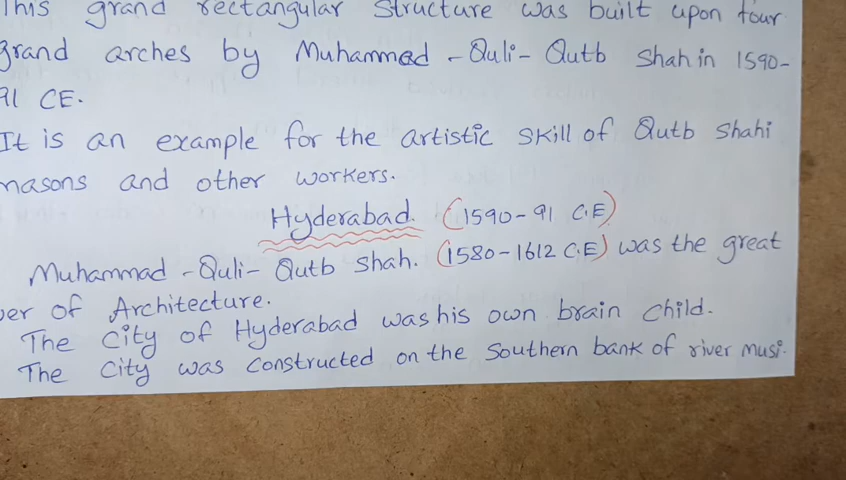 This grand rectangular Structure was built upon four
grand arches by Muhammad - Quli - Qutb Shah in 1590-
91 CE.
It is an example for the artistic Skill of Qutb Shahi
masons and other workers.
Hyderabad. (1590-91 C.E)
Muhammad - Quli - Qutb Shah. (1580-1612 C.E) was the great
of Architecture.
The City of Hyderabad was his own brain Child.
The City was Constructed on the Southern bank of river Musi.